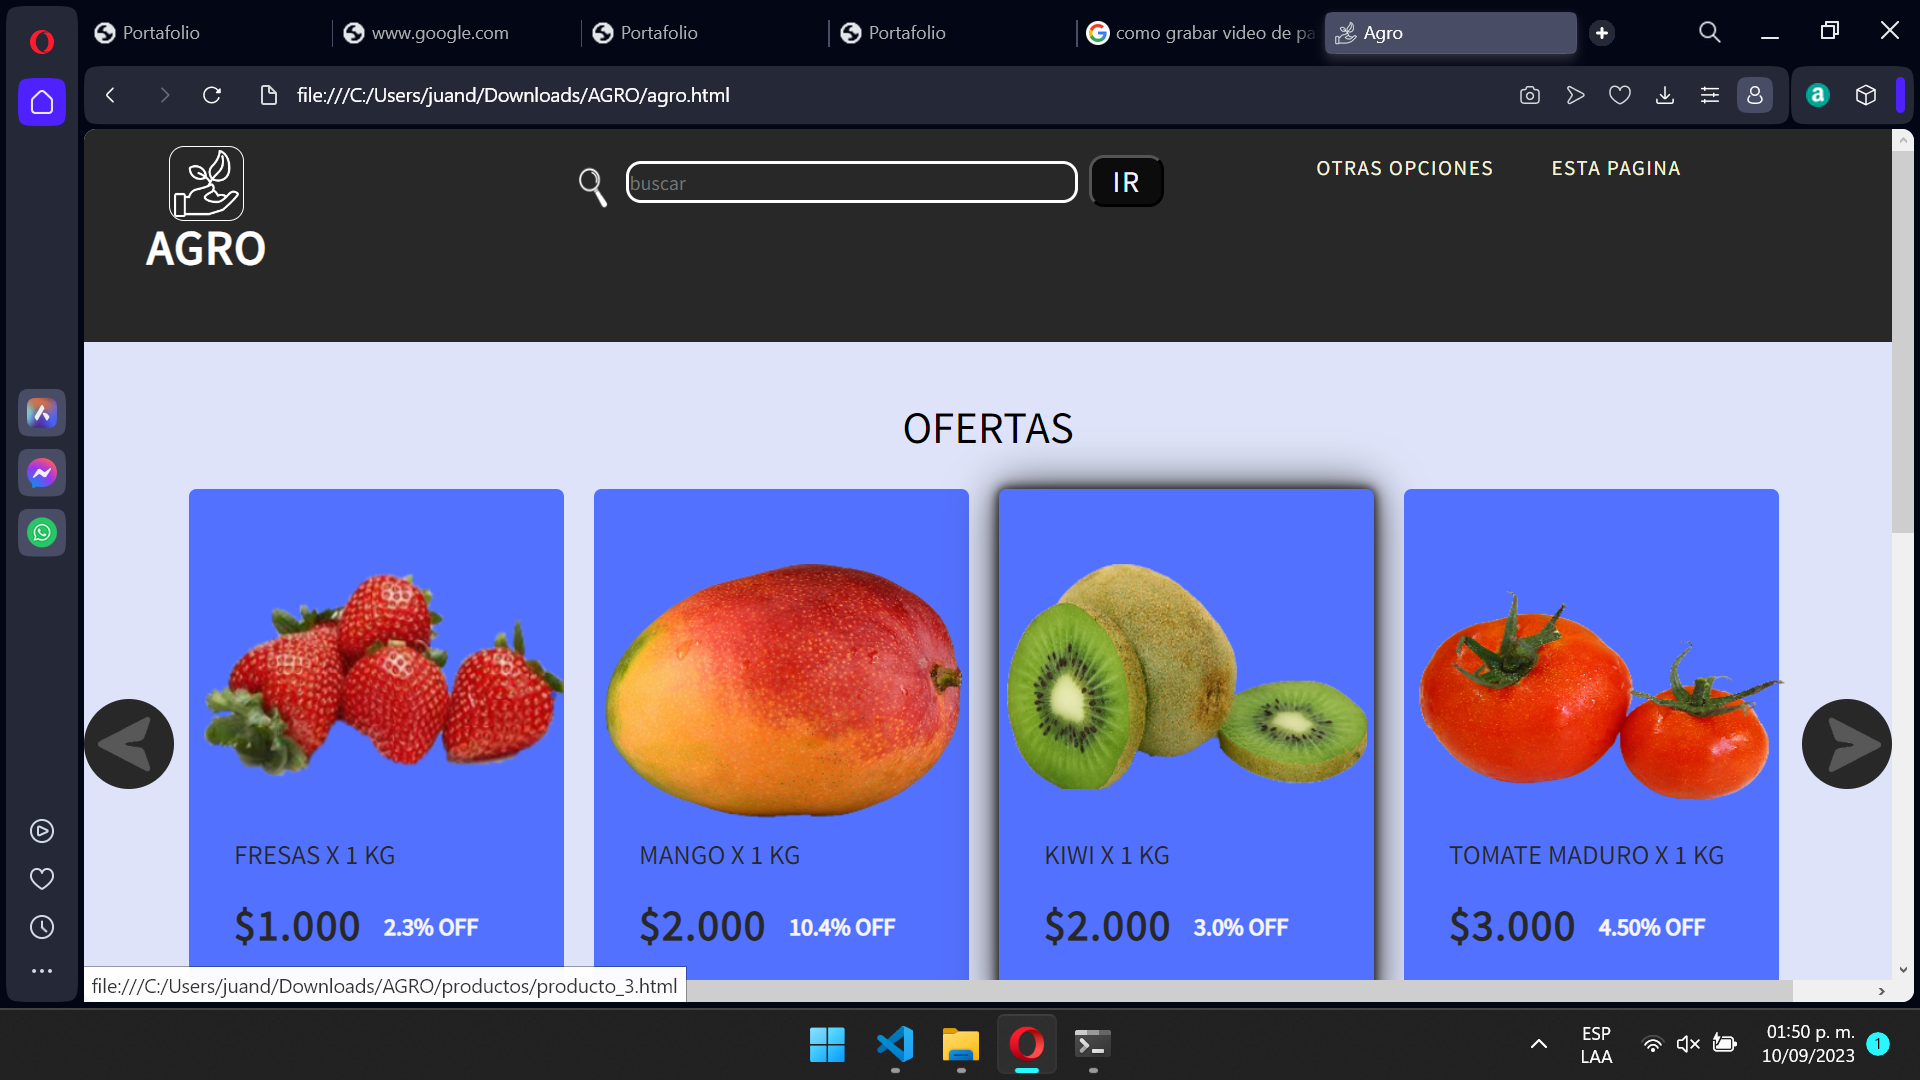 Portafolio
www.google.com
Portafolio
Portafolio
como grabar video de pa
Agro
file:///C:/Users/juand/Downloads/AGRO/agro.html
a
AGRO
buscar
IR
OTRAS OPCIONES
ESTA PAGINA
OFERTAS
FRESAS X 1 KG
$1.000 2.3% OFF
MANGO X 1 KG
$2.000 10.4% OFF
KIWI X 1 KG
$2.000 3.0% OFF
TOMATE MADURO X 1 KG
$3.000 4.50% OFF
file:///C:/Users/juand/Downloads/AGRO/productos/producto_3.html
ESP
LAA
01:50 p. m.
10/09/2023
1